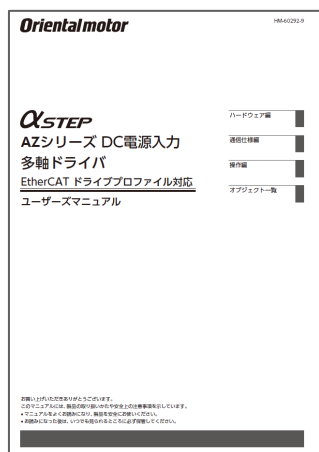 Orientalmotor
HM-60292-9
ハードウェア編
通信仕様編
操作編
オブジェクト一覧
αSTEP
AZシリーズ DC電源入力
多軸ドライバ
EtherCAT ドライブプロファイル対応
ユーザーズマニュアル
お買い上げいただきありがとうございます。
このマニュアルには、製品の取り扱いかたや安全上の注意事項を示しています。
• マニュアルをよくお読みになり、製品を安全にお使いください。
• お読みになった後は、いつでも見られるところに必ず保管してください。